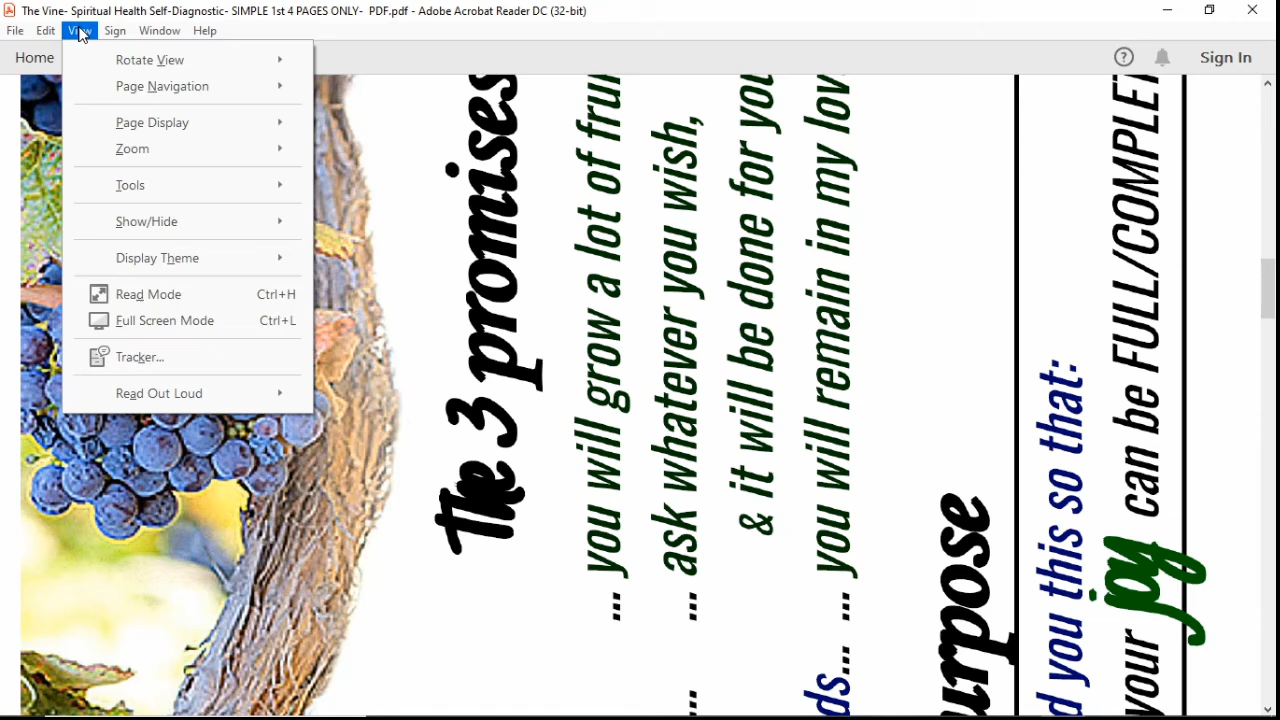 The Vine- Spiritual Health Self-Diagnostic- SIMPLE 1st 4 PAGES ONLY- PDF.pdf - Adobe Acrobat Reader DC (32-bit)
File Edit View Sign Window Help
Home Sign In
Rotate View
Page Navigation
Page Display
Zoom
Tools
Show/Hide
Display Theme
Read Mode Ctrl+H
Full Screen Mode Ctrl+L
Tracker...
Read Out Loud
The 3 promises
... you will grow a lot of frui
... ... ask whatever you wish,
& it will be done for you
ds... ... you will remain in my lov
urpose
d you this so that:
your joy can be FULL/COMPLET